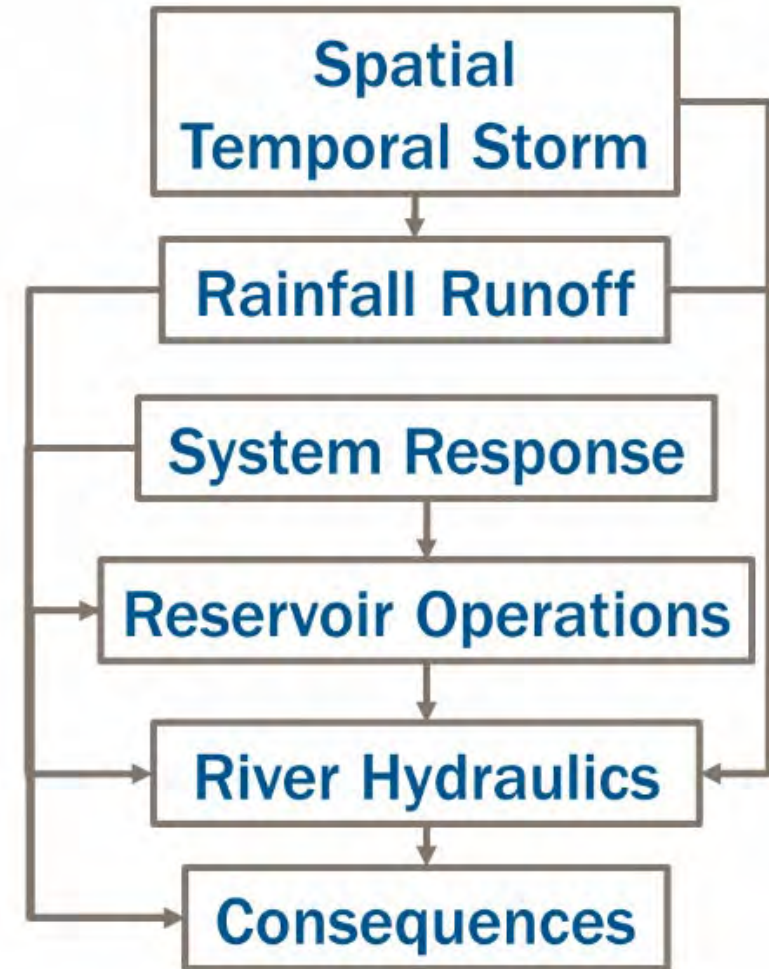 Spatial
Temporal Storm
Rainfall Runoff
System Response
Reservoir Operations
River Hydraulics
Consequences